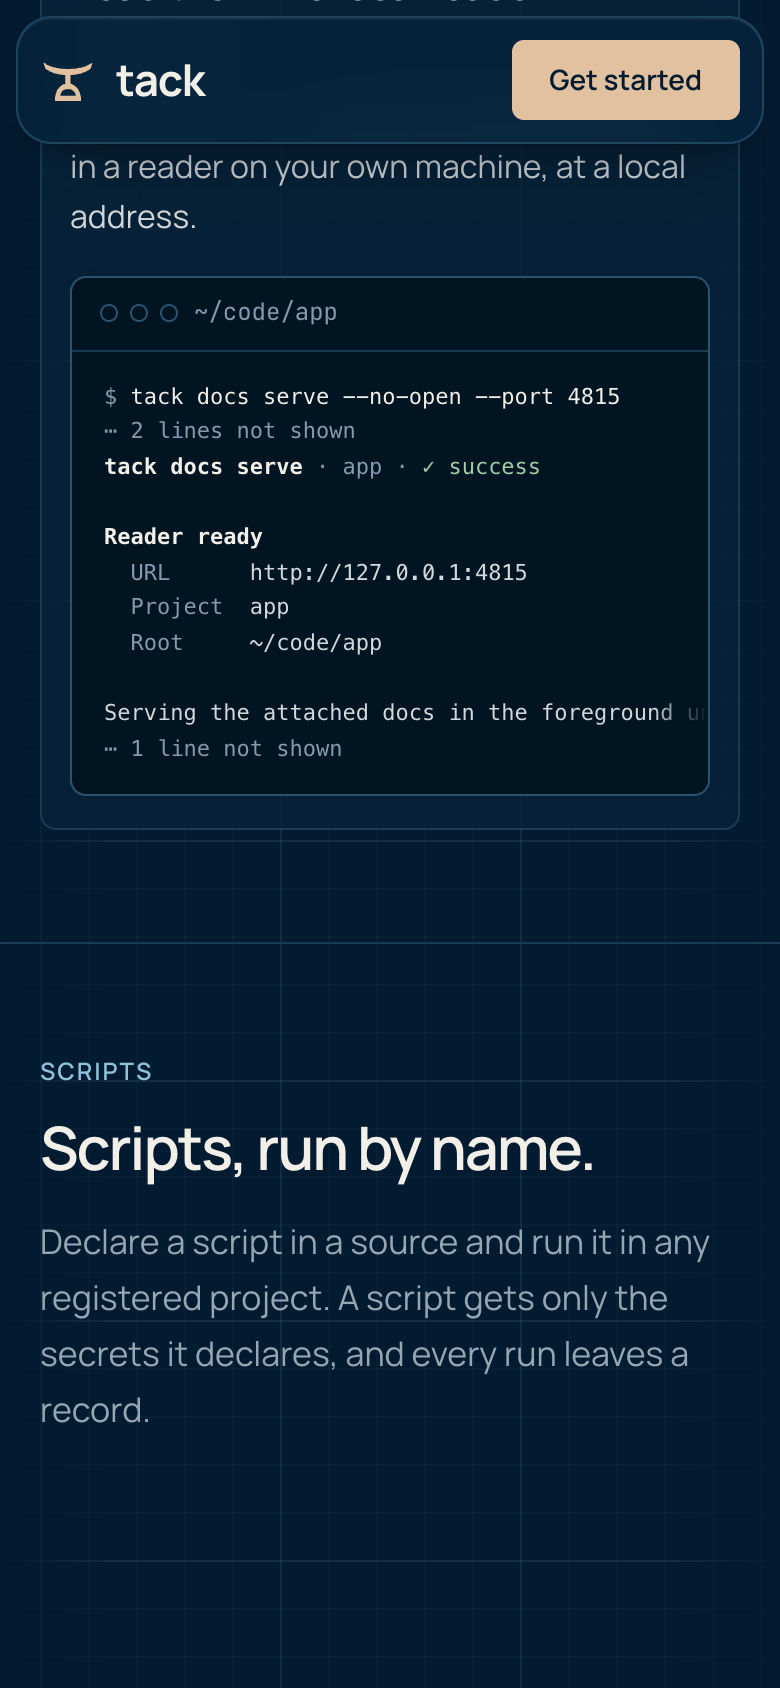 tack
Get started
in a reader on your own machine, at a local
address.
~/code/app
$ tack docs serve --no-open --port 4815
⋯ 2 lines not shown
tack docs serve · app · ✓ success
Reader ready
URL http://127.0.0.1:4815
Project app
Root ~/code/app
Serving the attached docs in the foreground
⋯ 1 line not shown
SCRIPTS
Scripts, run by name.
Declare a script in a source and run it in any
registered project. A script gets only the
secrets it declares, and every run leaves a
record.